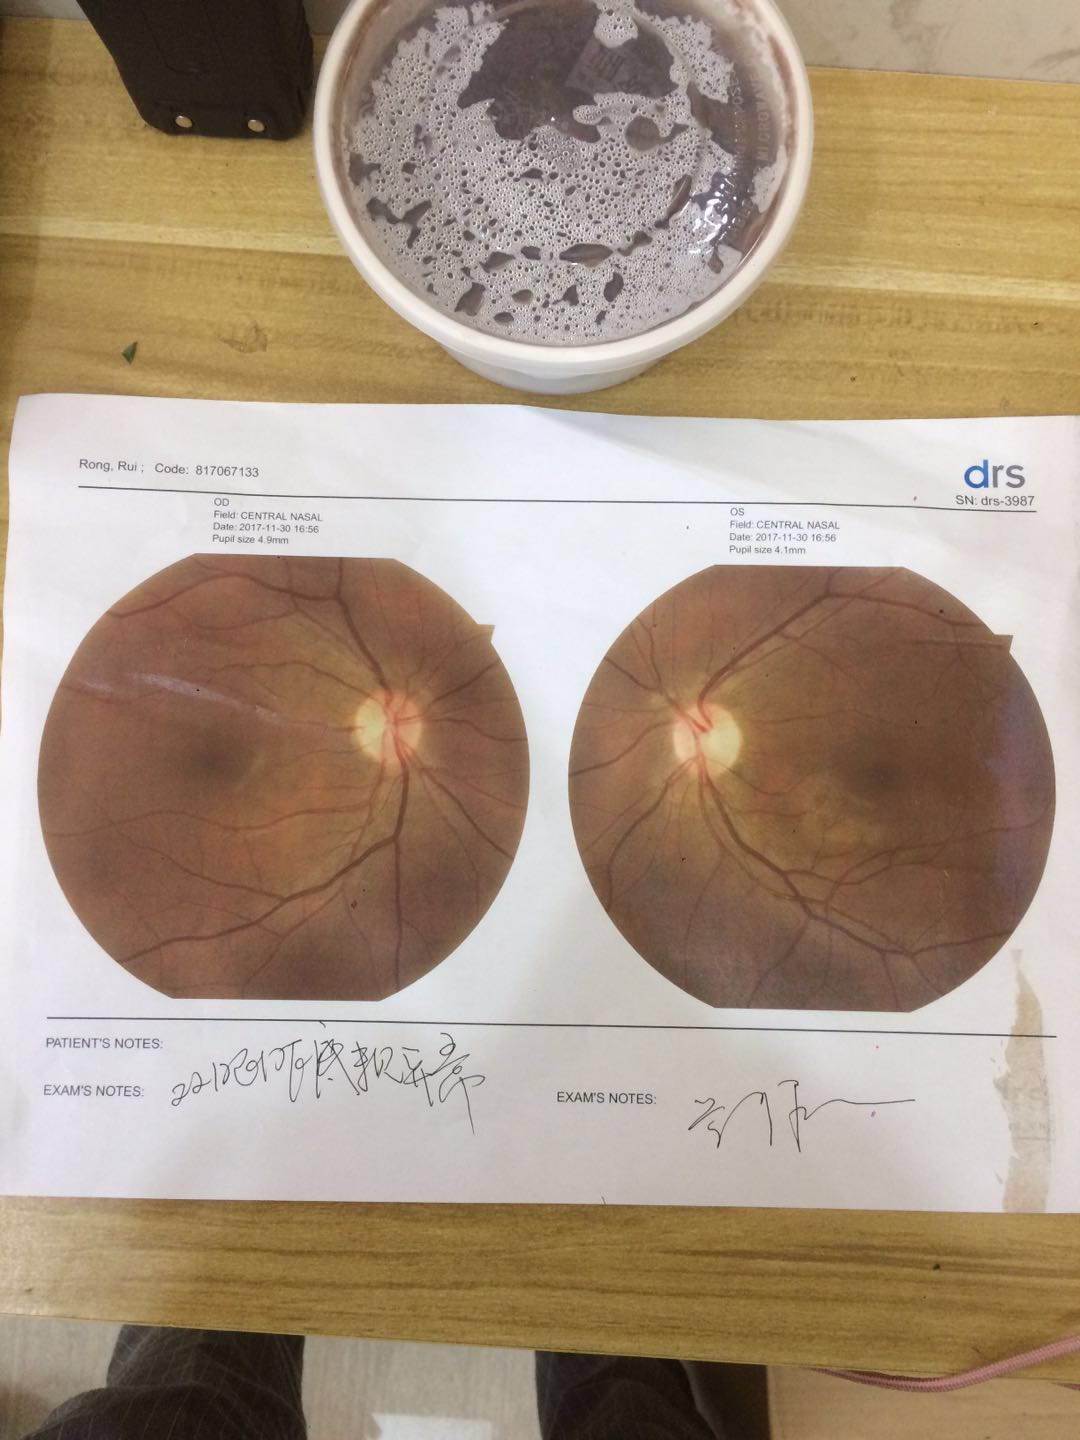 MICROWA
Rong, Rui ; Code: 817067133
drs
SN: drs-3987
OD
Field: CENTRAL NASAL
Date: 2017-11-30 16:56
Pupil size 4.9mm
OS
Field: CENTRAL NASAL
Date: 2017-11-30 16:56
Pupil size 4.1mm
PATIENT'S NOTES:
EXAM'S NOTES:
EXAM'S NOTES: